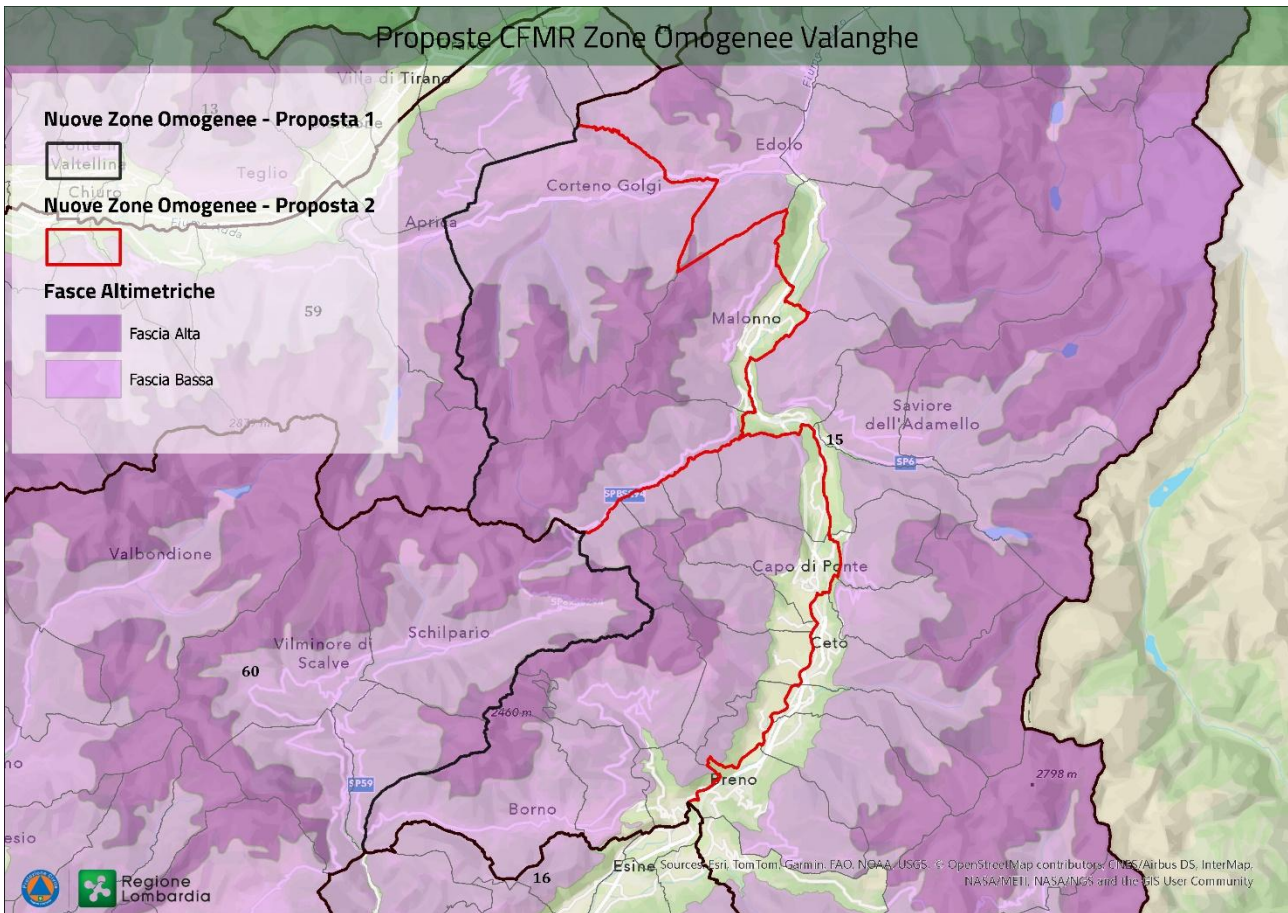 Proposte CFMR Zone Omogenee Valanghe
Villa di Tirano
13
Nuove Zone Omogenee - Proposta 1
Valtelline
Teglio
Chiuro
Nuove Zone Omogenee - Proposta 2
Fasce Altimetriche
59
Fascia Alta
Fascia Bassa
Edolo
Corteno Golgi
Aprica
Malonno
Saviore
dell'Adamello
15
SP6
Valbondione
Capo di Ponte
Schilpario
Vilminore di
Scalve
Ceto
60
2460 m
Breno
2798 m
SP59
Borno
esio
Esine
16
Sources: Esri, TomTom, Garmin, FAO, NOAA, USGS, © OpenStreetMap contributors, CNES/Airbus DS, InterMap,
NASA/METI, NASA/NGS and the GIS User Community
Regione
Lombardia